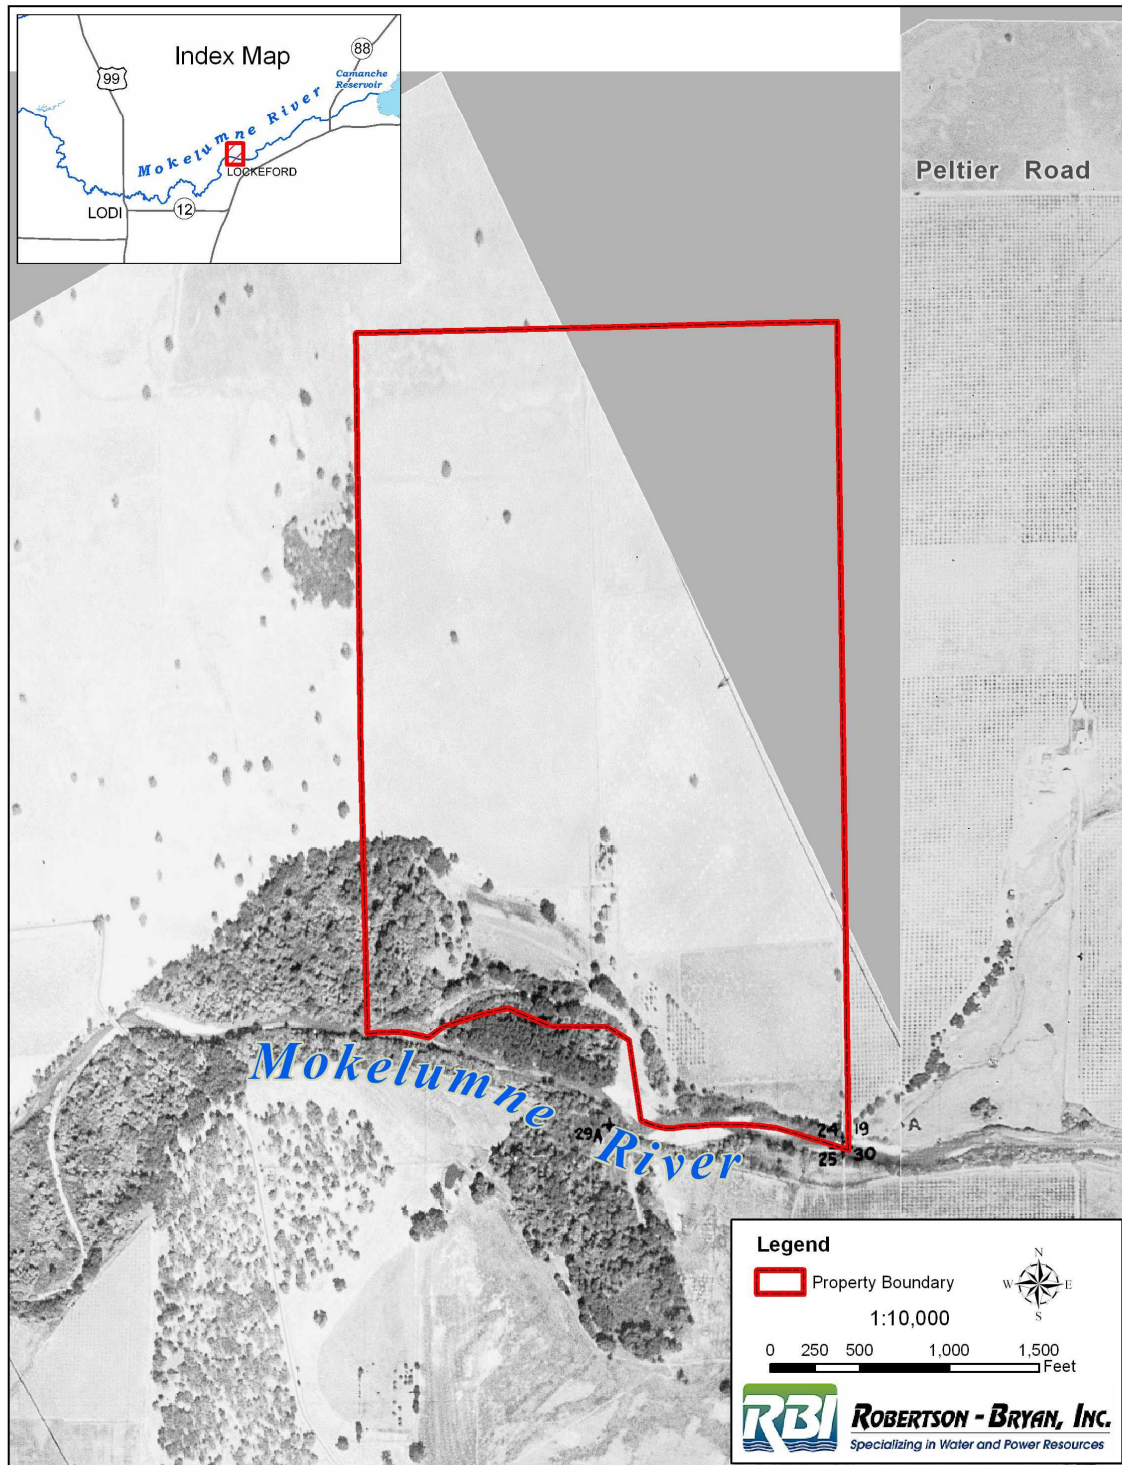 Index Map
99
88
Camanche
Reservoir
Mokelumne River
LOCKEFORD
LODI
12
Peltier Road
Mokelumne River
29A
24 19
25 30
A
Legend
Property Boundary
N
W E
S
1:10,000
0 250 500 1,000 1,500
Feet
RBI ROBERTSON - BRYAN, INC.
Specializing in Water and Power Resources